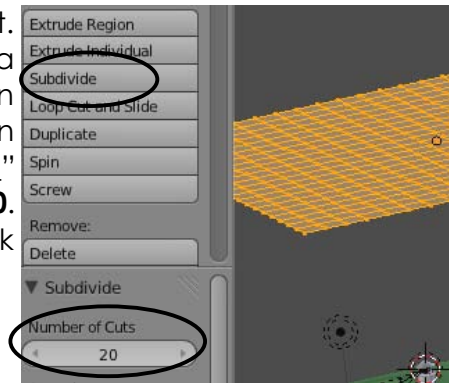 t.
a
n
n
”
0.
k
Extrude Region
Extrude Individual
Subdivide
Loop Cut and Slide
Duplicate
Spin
Screw
Remove:
Delete
Subdivide
Number of Cuts
20